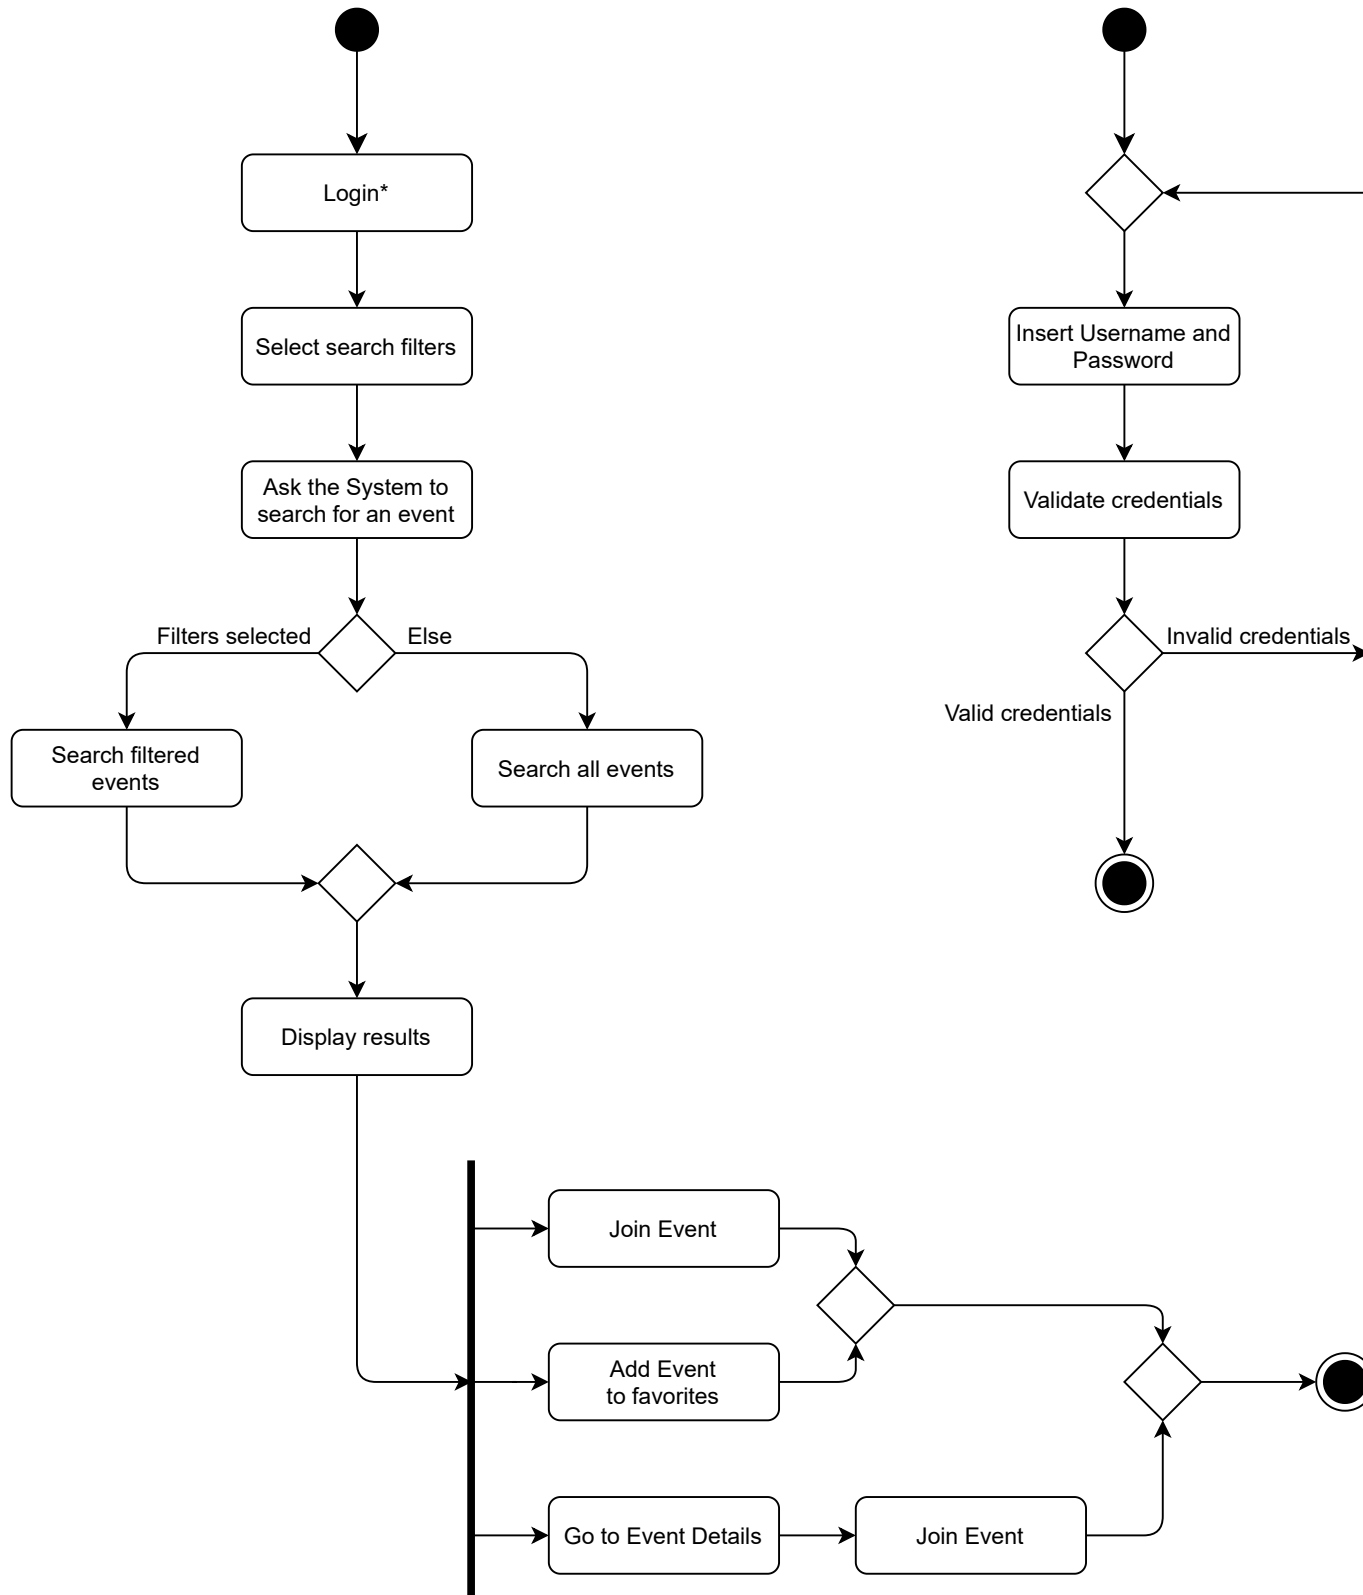 Login*
Select search filters
Ask the System to
search for an event
Filters selected
Else
Search filtered
events
Search all events
Display results
Join Event
Add Event
to favorites
Go to Event Details
Join Event
Insert Username and
Password
Validate credentials
Invalid credentials
Valid credentials